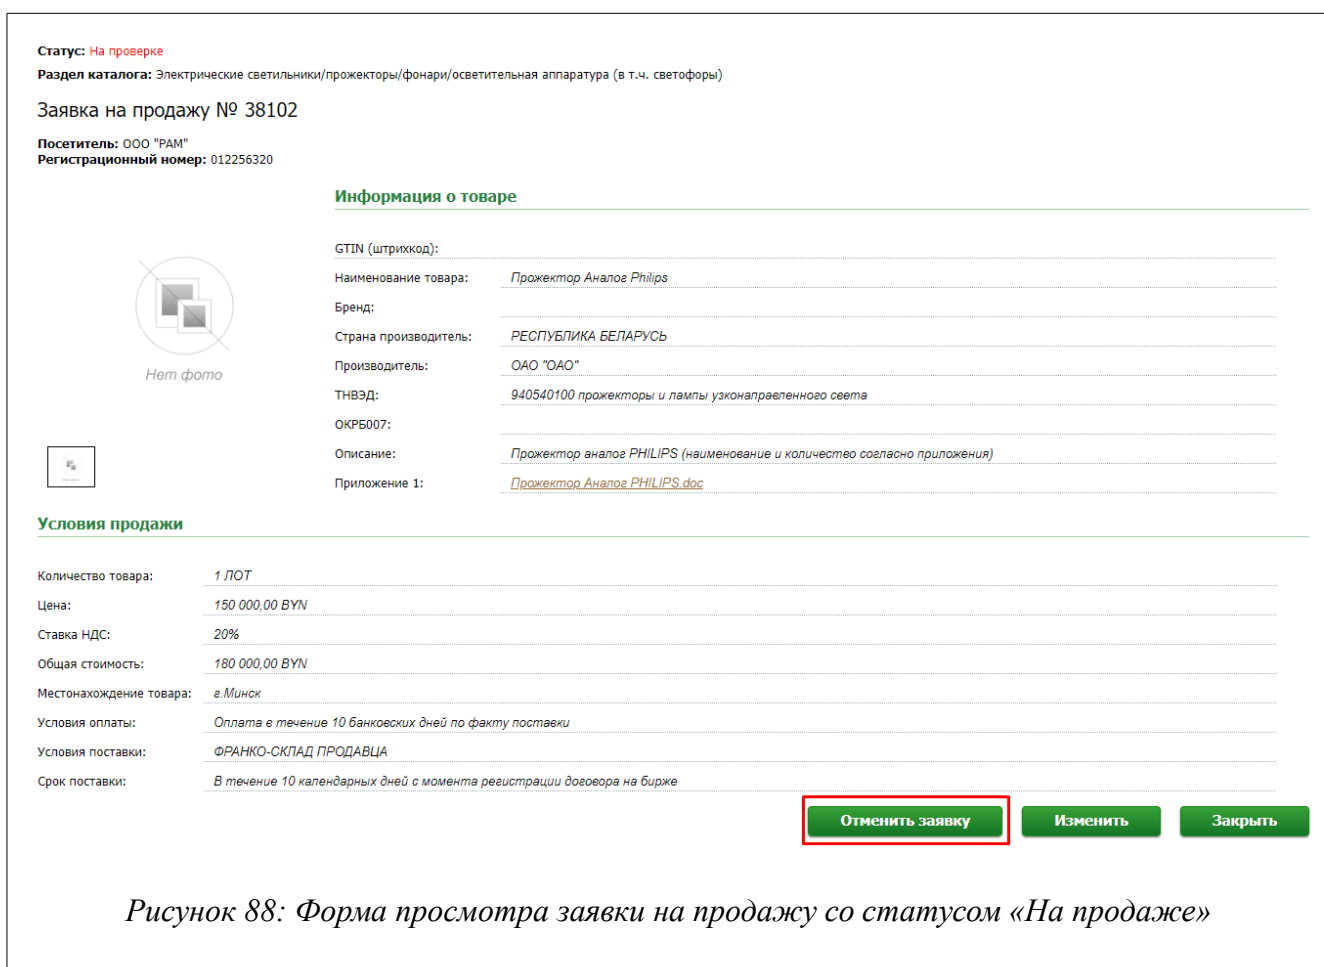 Статус: На проверке
Раздел каталога: Электрические светильники/прожекторы/фонари/осветительная аппаратура (в т.ч. светофоры)
Заявка на продажу № 38102
Посетитель: ООО "РАМ"
Регистрационный номер: 012256320
Информация о товаре
GTIN (штрихкод):
Наименование товара: Прожектор Аналог Philips
Бренд:
Страна производитель: РЕСПУБЛИКА БЕЛАРУСЬ
Производитель: ОАО "ОАО"
ТНВЭД: 940540100 прожекторы и лампы узконаправленного света
ОКРБ007:
Описание: Прожектор аналог PHILIPS (наименование и количество согласно приложения)
Приложение 1: Прожектор Аналог PHILIPS.doc
Нет фото
Условия продажи
Количество товара: 1 ЛОТ
Цена: 150 000,00 BYN
Ставка НДС: 20%
Общая стоимость: 180 000,00 BYN
Местонахождение товара: г.Минск
Условия оплаты: Оплата в течение 10 банковских дней по факту поставки
Условия поставки: ФРАНКО-СКЛАД ПРОДАВЦА
Срок поставки: В течение 10 календарных дней с момента регистрации договора на бирже
Отменить заявку Изменить Закрыть
Рисунок 88: Форма просмотра заявки на продажу со статусом «На продаже»